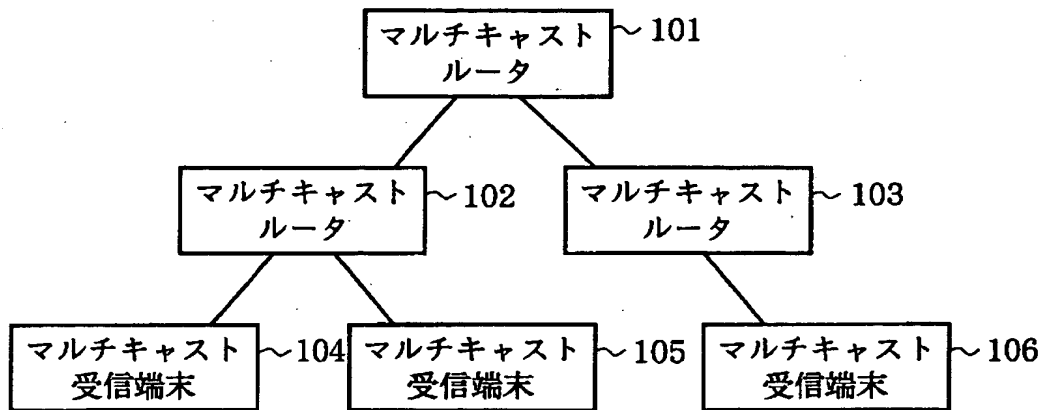 マルチキャスト
ルータ
~101
マルチキャスト
ルータ
~102
マルチキャスト
ルータ
~103
マルチキャスト
受信端末
~104
マルチキャスト
受信端末
~105
マルチキャスト
受信端末
~106